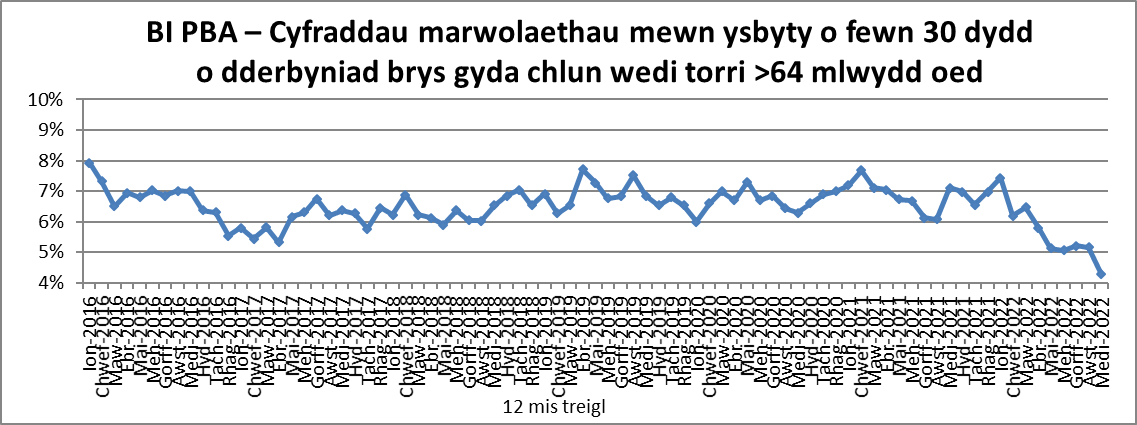 BI PBA – Cyfraddau marwolaethau mewn ysbyty o fewn 30 dydd
o dderbyniad brys gyda chlun wedi torri >64 mlwydd oed
10%
9%
8%
7%
6%
5%
4%
Ion-2016
Chwef-2016
Maw-2016
Ebr-2016
Mai-2016
Meh-2016
Gorff-2016
Awst-2016
Medi-2016
Hyd-2016
Tach-2016
Rhag-2016
Ion-2017
Chwef-2017
Maw-2017
Ebr-2017
Mai-2017
Meh-2017
Gorff-2017
Awst-2017
Medi-2017
Hyd-2017
Tach-2017
Rhag-2017
Ion-2018
Chwef-2018
Maw-2018
Ebr-2018
Mai-2018
Meh-2018
Gorff-2018
Awst-2018
Medi-2018
Hyd-2018
Tach-2018
Rhag-2018
Ion-2019
Chwef-2019
Maw-2019
Ebr-2019
Mai-2019
Meh-2019
Gorff-2019
Awst-2019
Medi-2019
Hyd-2019
Tach-2019
Rhag-2019
Ion-2020
Chwef-2020
Maw-2020
Ebr-2020
Mai-2020
Meh-2020
Gorff-2020
Awst-2020
Medi-2020
Hyd-2020
Tach-2020
Rhag-2020
Ion-2021
Chwef-2021
Maw-2021
Ebr-2021
Mai-2021
Meh-2021
Gorff-2021
Awst-2021
Medi-2021
Hyd-2021
Tach-2021
Rhag-2021
Ion-2022
Chwef-2022
Maw-2022
Ebr-2022
Mai-2022
Meh-2022
Gorff-2022
Awst-2022
Medi-2022
12 mis treigl